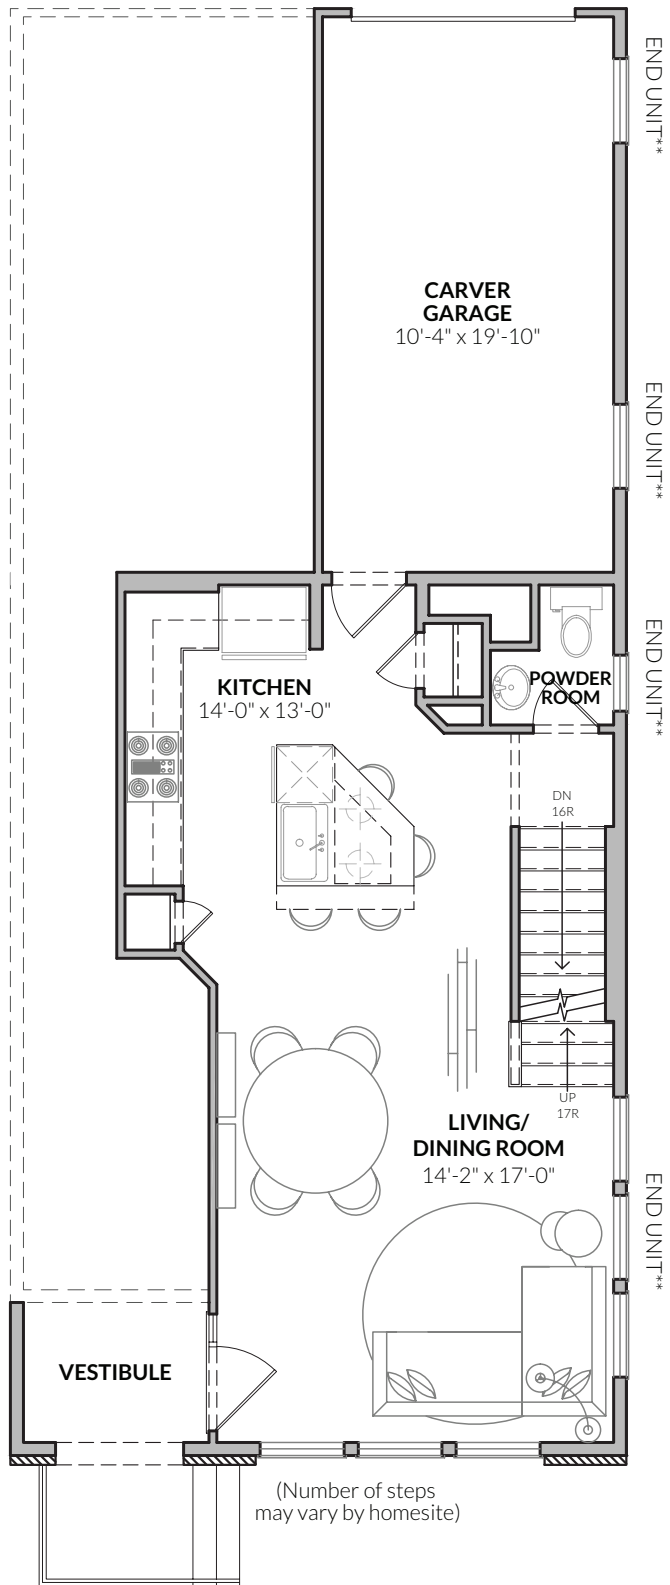 END UNIT**
CARVER
GARAGE
10'-4" x 19'-10"
END UNIT**
END UNIT**
POWDER
ROOM
KITCHEN
14'-0" x 13'-0"
DN
16R
UP
17R
LIVING/
DINING ROOM
14'-2" x 17'-0"
END UNIT**
VESTIBULE
(Number of steps
may vary by homesite)